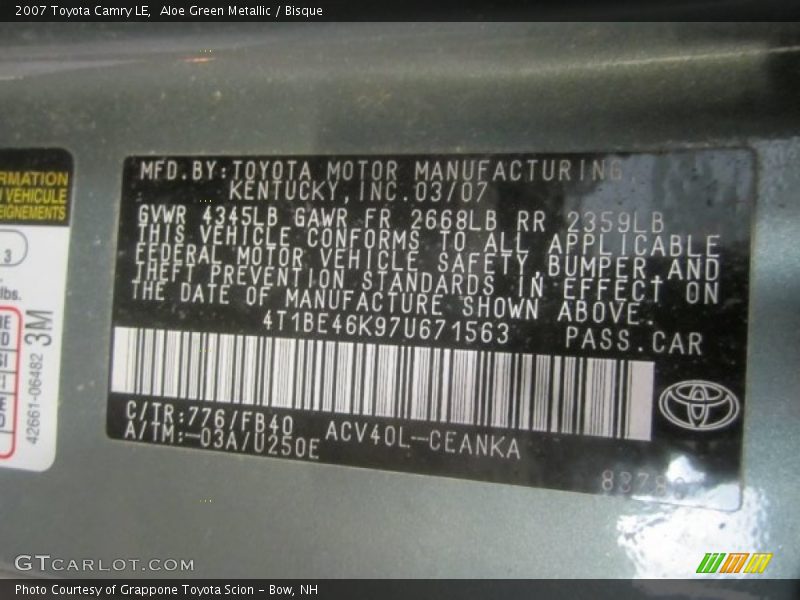 2007 Toyota Camry LE,  Aloe Green Metallic / Bisque
RMATION
VEHICULE
EIGNEMENTS
3
lbs.
3M
42661-06482
MFD.BY:TOYOTA MOTOR MANUFACTURING
KENTUCKY,INC.03/07
GVWR 4345LB GAWR FR 2668LB RR 2359LB
THIS VEHICLE CONFORMS TO ALL APPLICABLE
FEDERAL MOTOR VEHICLE SAFETY,BUMPER,AND
THEFT PREVENTION STANDARDS IN EFFECT ON
THE DATE OF MANUFACTURE SHOWN ABOVE.
4T1BE46K97U671563 PASS.CAR
C/TR:776/FB40
A/TM:-03A/U250E
ACV40L-CEANKA
GTCARLOT.COM
Photo Courtesy of Grappone Toyota Scion - Bow, NH